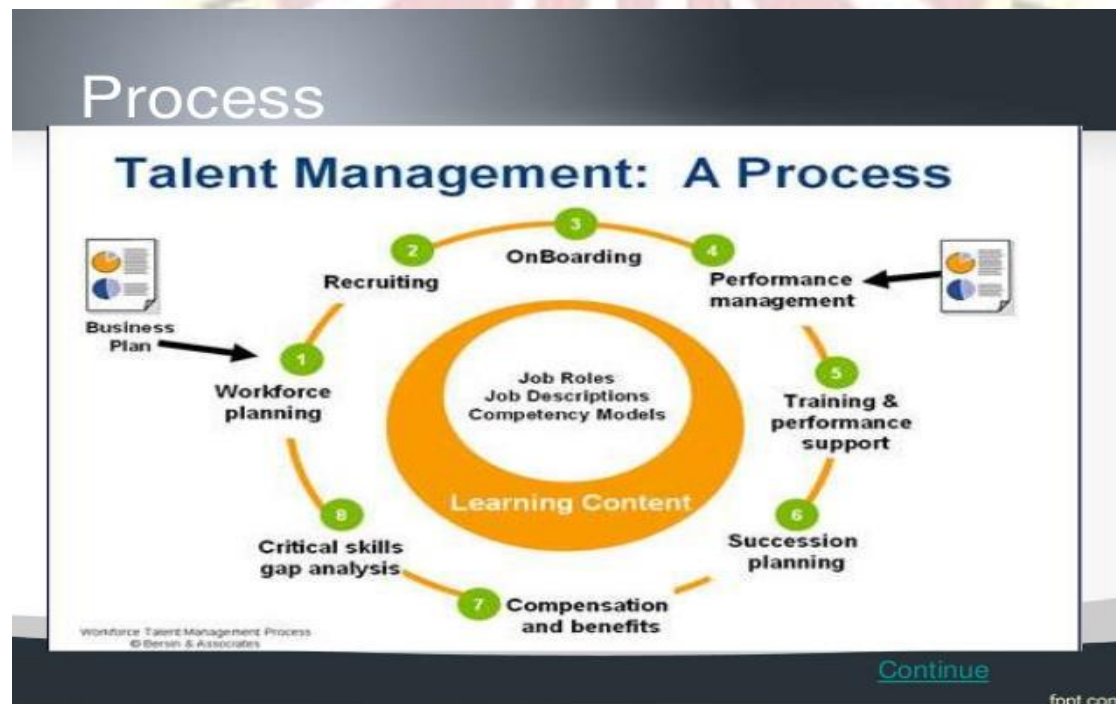 Process
Talent Management: A Process
3
OnBoarding
2
Recruiting
4
Performance
management
Business
Plan
1
Workforce
planning
Job Roles
Job Descriptions
Competency Models
5
Training &
performance
support
Learning Content
8
Critical skills
gap analysis
6
Succession
planning
7
Compensation
and benefits
Workforce Talent Management Process
© Bersin & Associates
Continue